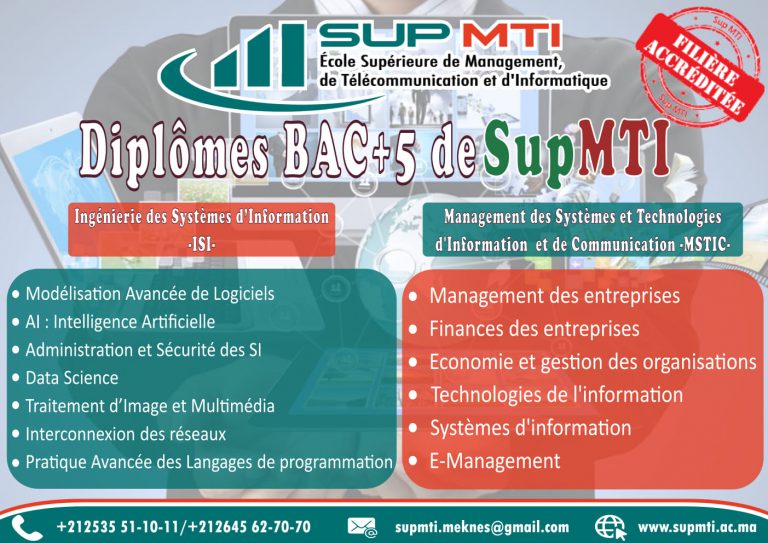 SUP MTI
École Supérieure de Management,
de Télécommunication et d'Informatique
Sup MTI
FILIÈRE
ACCRÉDITÉE
Diplômes BAC+5 de SupMTI
Ingénierie des Systèmes d'Information
-ISI-
• Modélisation Avancée de Logiciels
• AI : Intelligence Artificielle
• Administration et Sécurité des SI
• Data Science
• Traitement d'Image et Multimédia
• Interconnexion des réseaux
• Pratique Avancée des Langages de programmation
Management des Systèmes et Technologies
d'Information et de Communication -MSTIC-
• Management des entreprises
• Finances des entreprises
• Economie et gestion des organisations
• Technologies de l'information
• Systèmes d'information
• E-Management
+212535 51-10-11/+212645 62-70-70
supmti.meknes@gmail.com
www.supmti.ac.ma